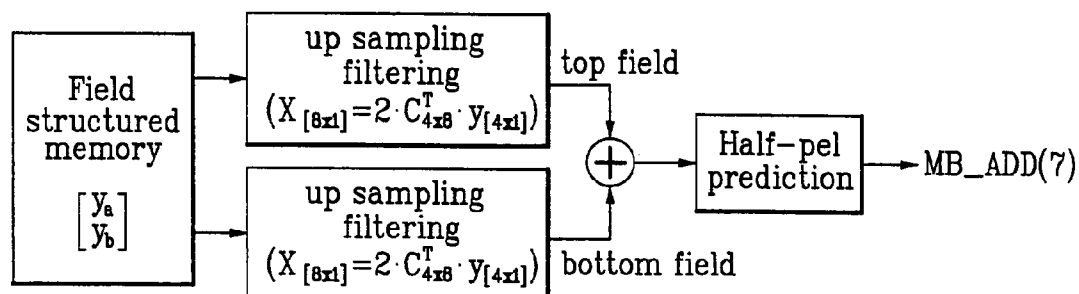 Field
structured
memory
[yₐ
y_b]
up sampling
filtering
(X[8x1]=2·C^T_4x8·y[4x1])
top field
up sampling
filtering
(X[8x1]=2·C^T_4x8·y[4x1])
bottom field
+
Half-pel
prediction
MB_ADD(7)